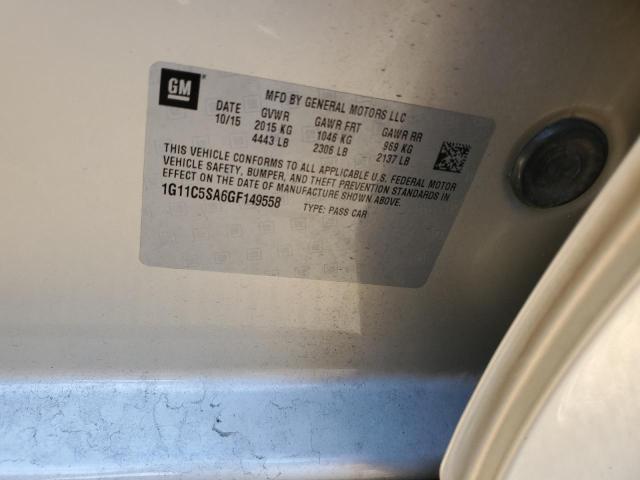 GM
MFD BY GENERAL MOTORS LLC
DATE GVWR GAWR FRT GAWR RR
10/15 2015 KG 1046 KG 969 KG
4443 LB 2306 LB 2137 LB
THIS VEHICLE CONFORMS TO ALL APPLICABLE U.S. FEDERAL MOTOR
VEHICLE SAFETY, BUMPER, AND THEFT PREVENTION STANDARDS IN
EFFECT ON THE DATE OF MANUFACTURE SHOWN ABOVE.
1G11C5SA6GF149558 TYPE: PASS CAR